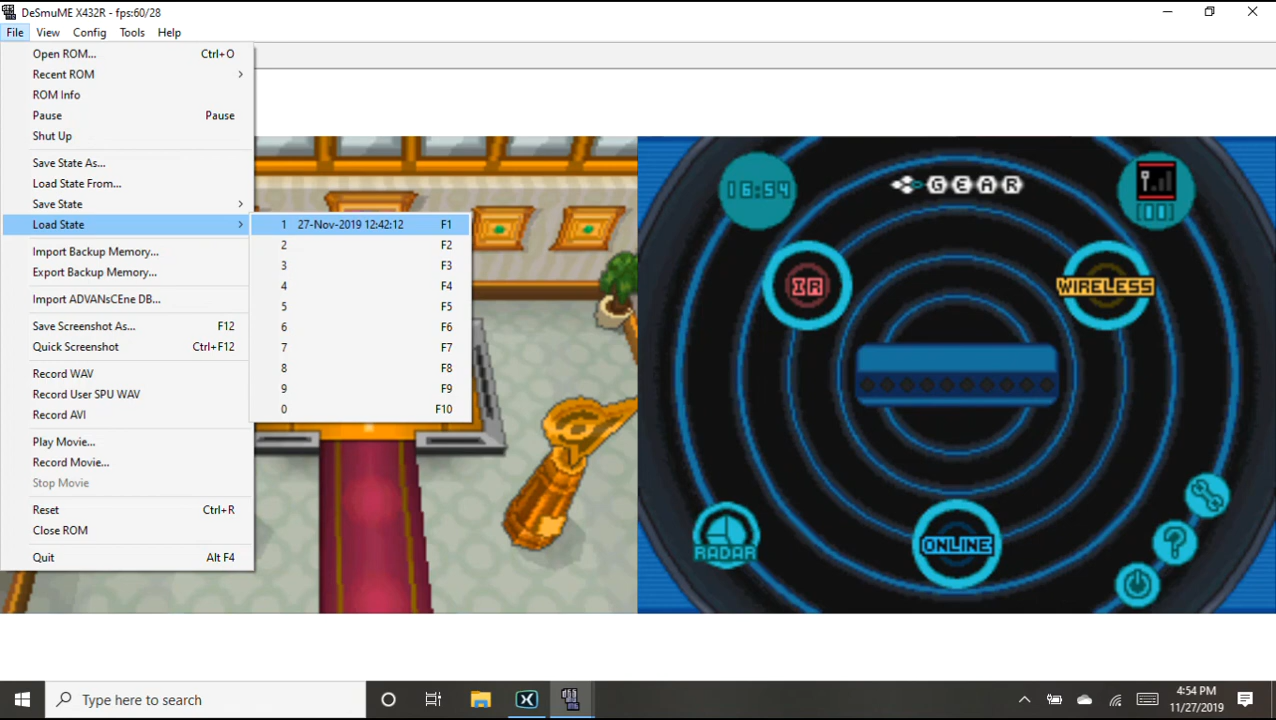 DeSmuME X432R - fps:60/28
File View Config Tools Help
Open ROM... Ctrl+O
Recent ROM
ROM Info
Pause Pause
Shut Up
Save State As...
Load State From...
Save State
Load State
1 27-Nov-2019 12:42:12 F1
2 F2
3 F3
4 F4
5 F5
6 F6
7 F7
8 F8
9 F9
0 F10
Import Backup Memory...
Export Backup Memory...
Import ADVANsCEne DB...
Save Screenshot As... F12
Quick Screenshot Ctrl+F12
Record WAV
Record User SPU WAV
Record AVI
Play Movie...
Record Movie...
Stop Movie
Reset Ctrl+R
Close ROM
Quit Alt F4
16:54
GEAR
IR
WIRELESS
RADAR
ONLINE
?
Type here to search
4:54 PM
11/27/2019